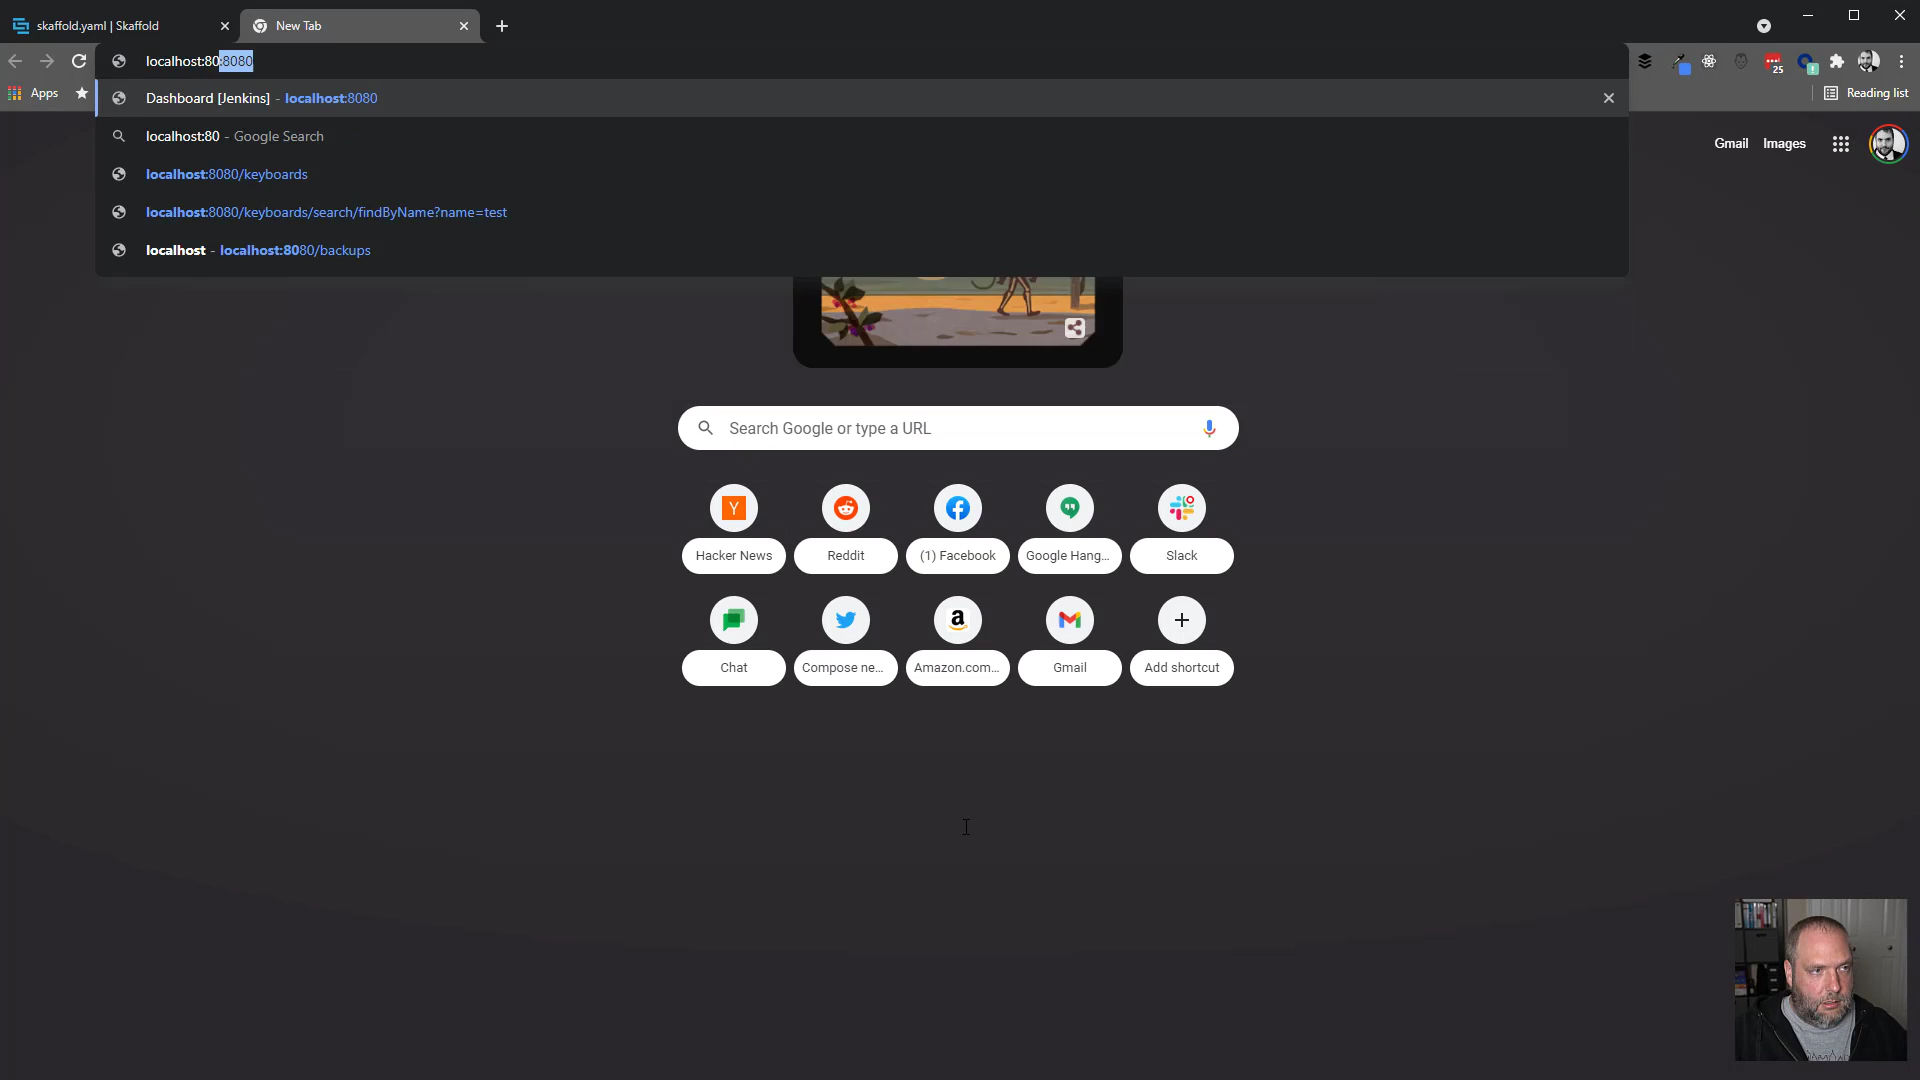 skaffold.yaml | Skaffold
New Tab
localhost:80:8080
Apps
25
Reading list
Dashboard [Jenkins] - localhost:8080
localhost:80 - Google Search
localhost:8080/keyboards
localhost:8080/keyboards/search/findByName?name=test
localhost - localhost:8080/backups
Gmail Images
Search Google or type a URL
Y
Hacker News Reddit (1) Facebook Google Hang... Slack
a
Chat Compose ne... Amazon.com... Gmail Add shortcut